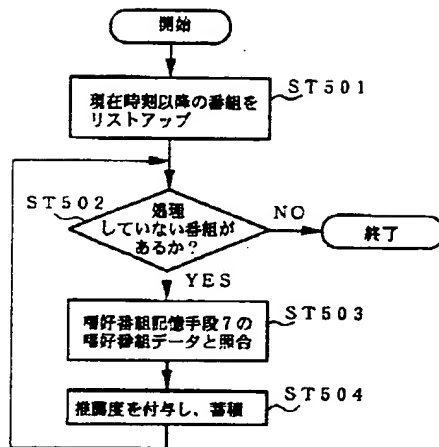 開始
ST501
現在時刻以降の番組を
リストアップ
ST502
処理
していない番組が
あるか?
NO
終了
YES
ST503
嗜好番組記憶手段7の
嗜好番組データと照合
ST504
推薦度を付与し、蓄積